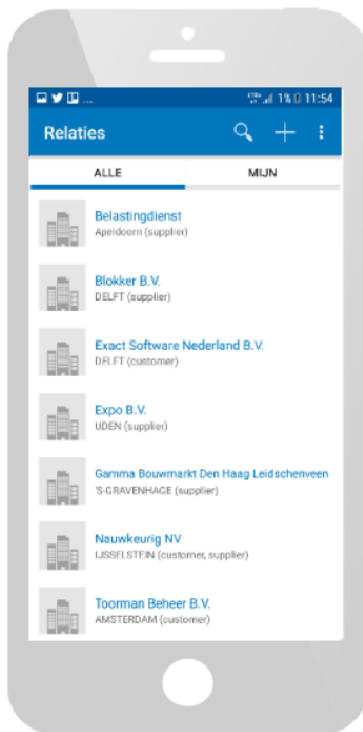 ... 1% 11:54
Relaties
ALLE MIJN
Belastingdienst
Apeldoorn (supplier)
Blokker B.V.
DELFT (supplier)
Exact Software Nederland B.V.
DELFT (customer)
Expo B.V.
UDEN (supplier)
Gamma Bouwmarkt Den Haag Leidschenveen
'S-GRAVENHAGE (supplier)
Nauwkeurig NV
IJSSELSTEIN (customer, supplier)
Toorman Beheer B.V.
AMSTERDAM (customer)